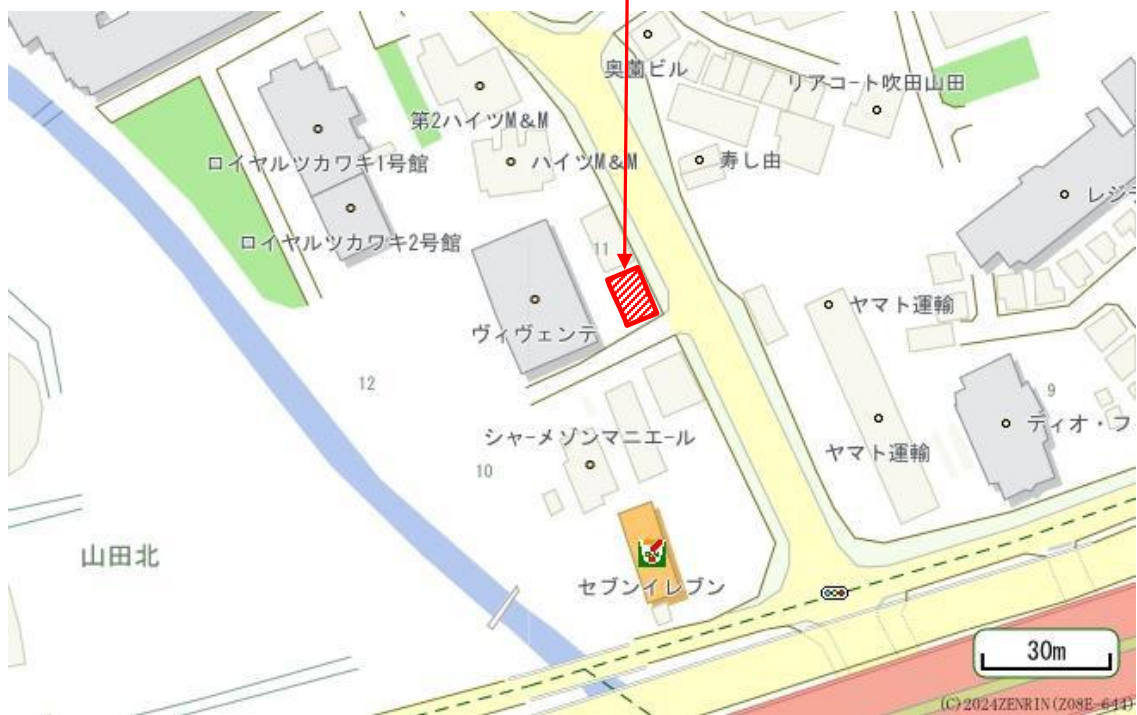 奥薗ビル
リアコート吹田山田
第2ハイツM&M
ロイヤルツカワキ1号館
ハイツM&M
寿し由
レジデ
ロイヤルツカワキ2号館
11
ヤマト運輸
ヴィヴェンテ
12
9
シャーメゾンマニエール
ディオ・フ
ヤマト運輸
10
山田北
セブンイレブン
30m
(C)2024ZENRIN(Z08E-644)